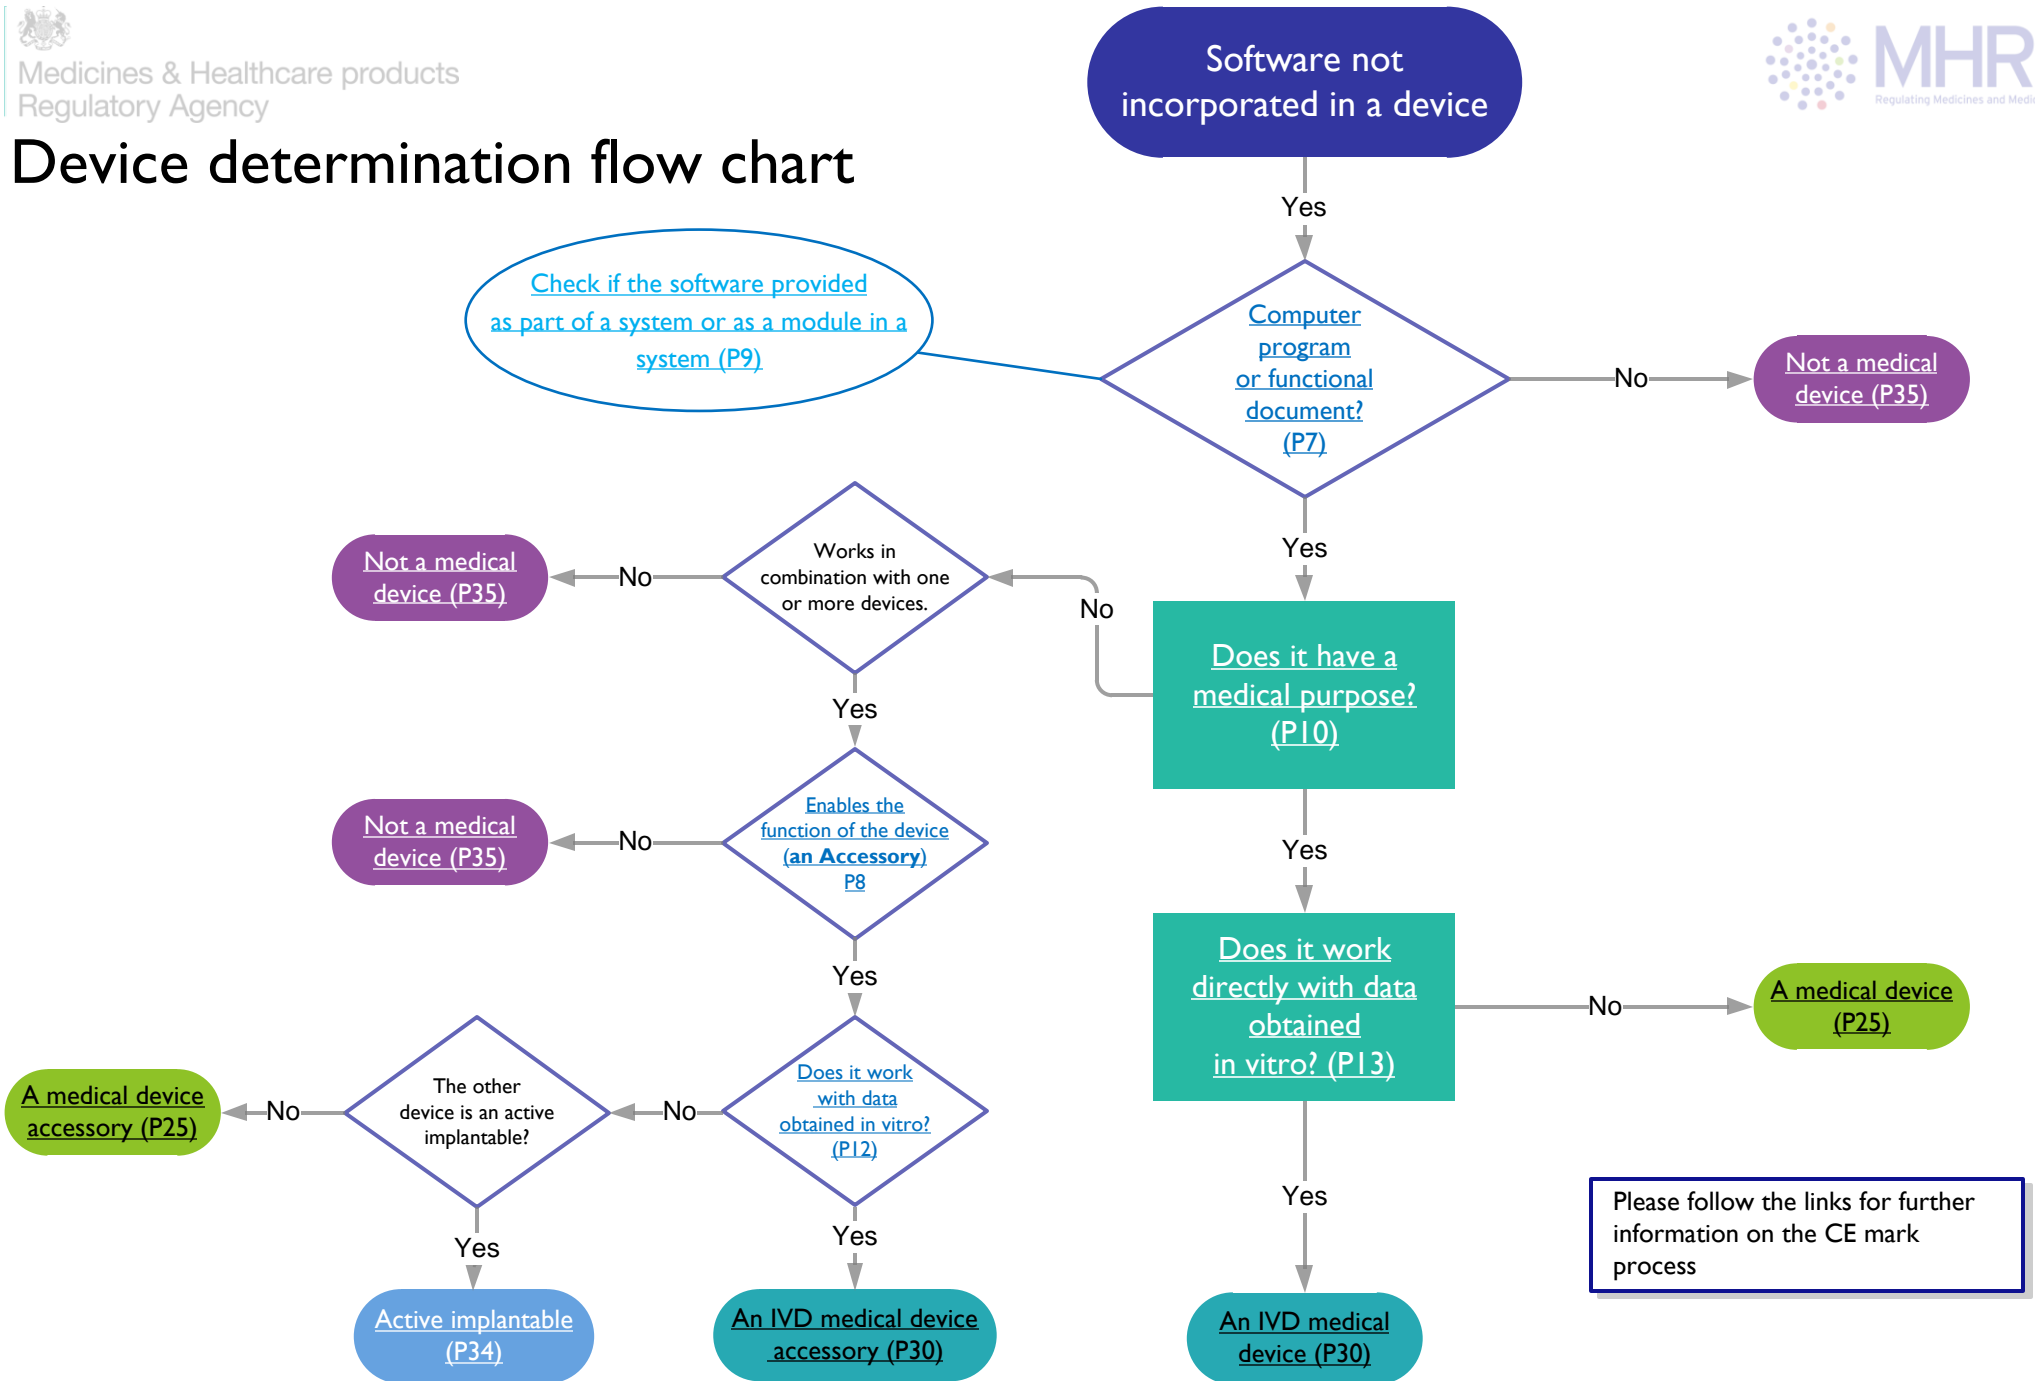 Medicines & Healthcare products
Regulatory Agency
MHR
Regulating Medicines and Medi
Device determination flow chart
Software not
incorporated in a device
Yes
Check if the software provided
as part of a system or as a module in a
system (P9)
Computer
program
or functional
document?
(P7)
No
Not a medical
device (P35)
Yes
Does it have a
medical purpose?
(P10)
No
Works in
combination with one
or more devices.
No
Not a medical
device (P35)
Yes
Enables the
function of the device
(an Accessory)
P8
No
Not a medical
device (P35)
Yes
Does it work
with data
obtained in vitro?
(P12)
No
The other
device is an active
implantable?
No
A medical device
accessory (P25)
Yes
Active implantable
(P34)
Yes
An IVD medical device
accessory (P30)
Yes
Does it work
directly with data
obtained
in vitro? (P13)
No
A medical device
(P25)
Yes
An IVD medical
device (P30)
Please follow the links for further
information on the CE mark
process